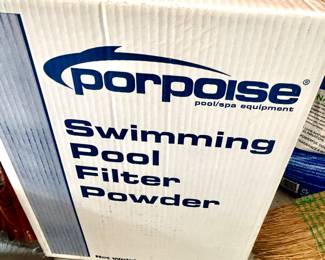 porpoise®
pool/spa equipment
Swimming
Pool
Filter
Powder